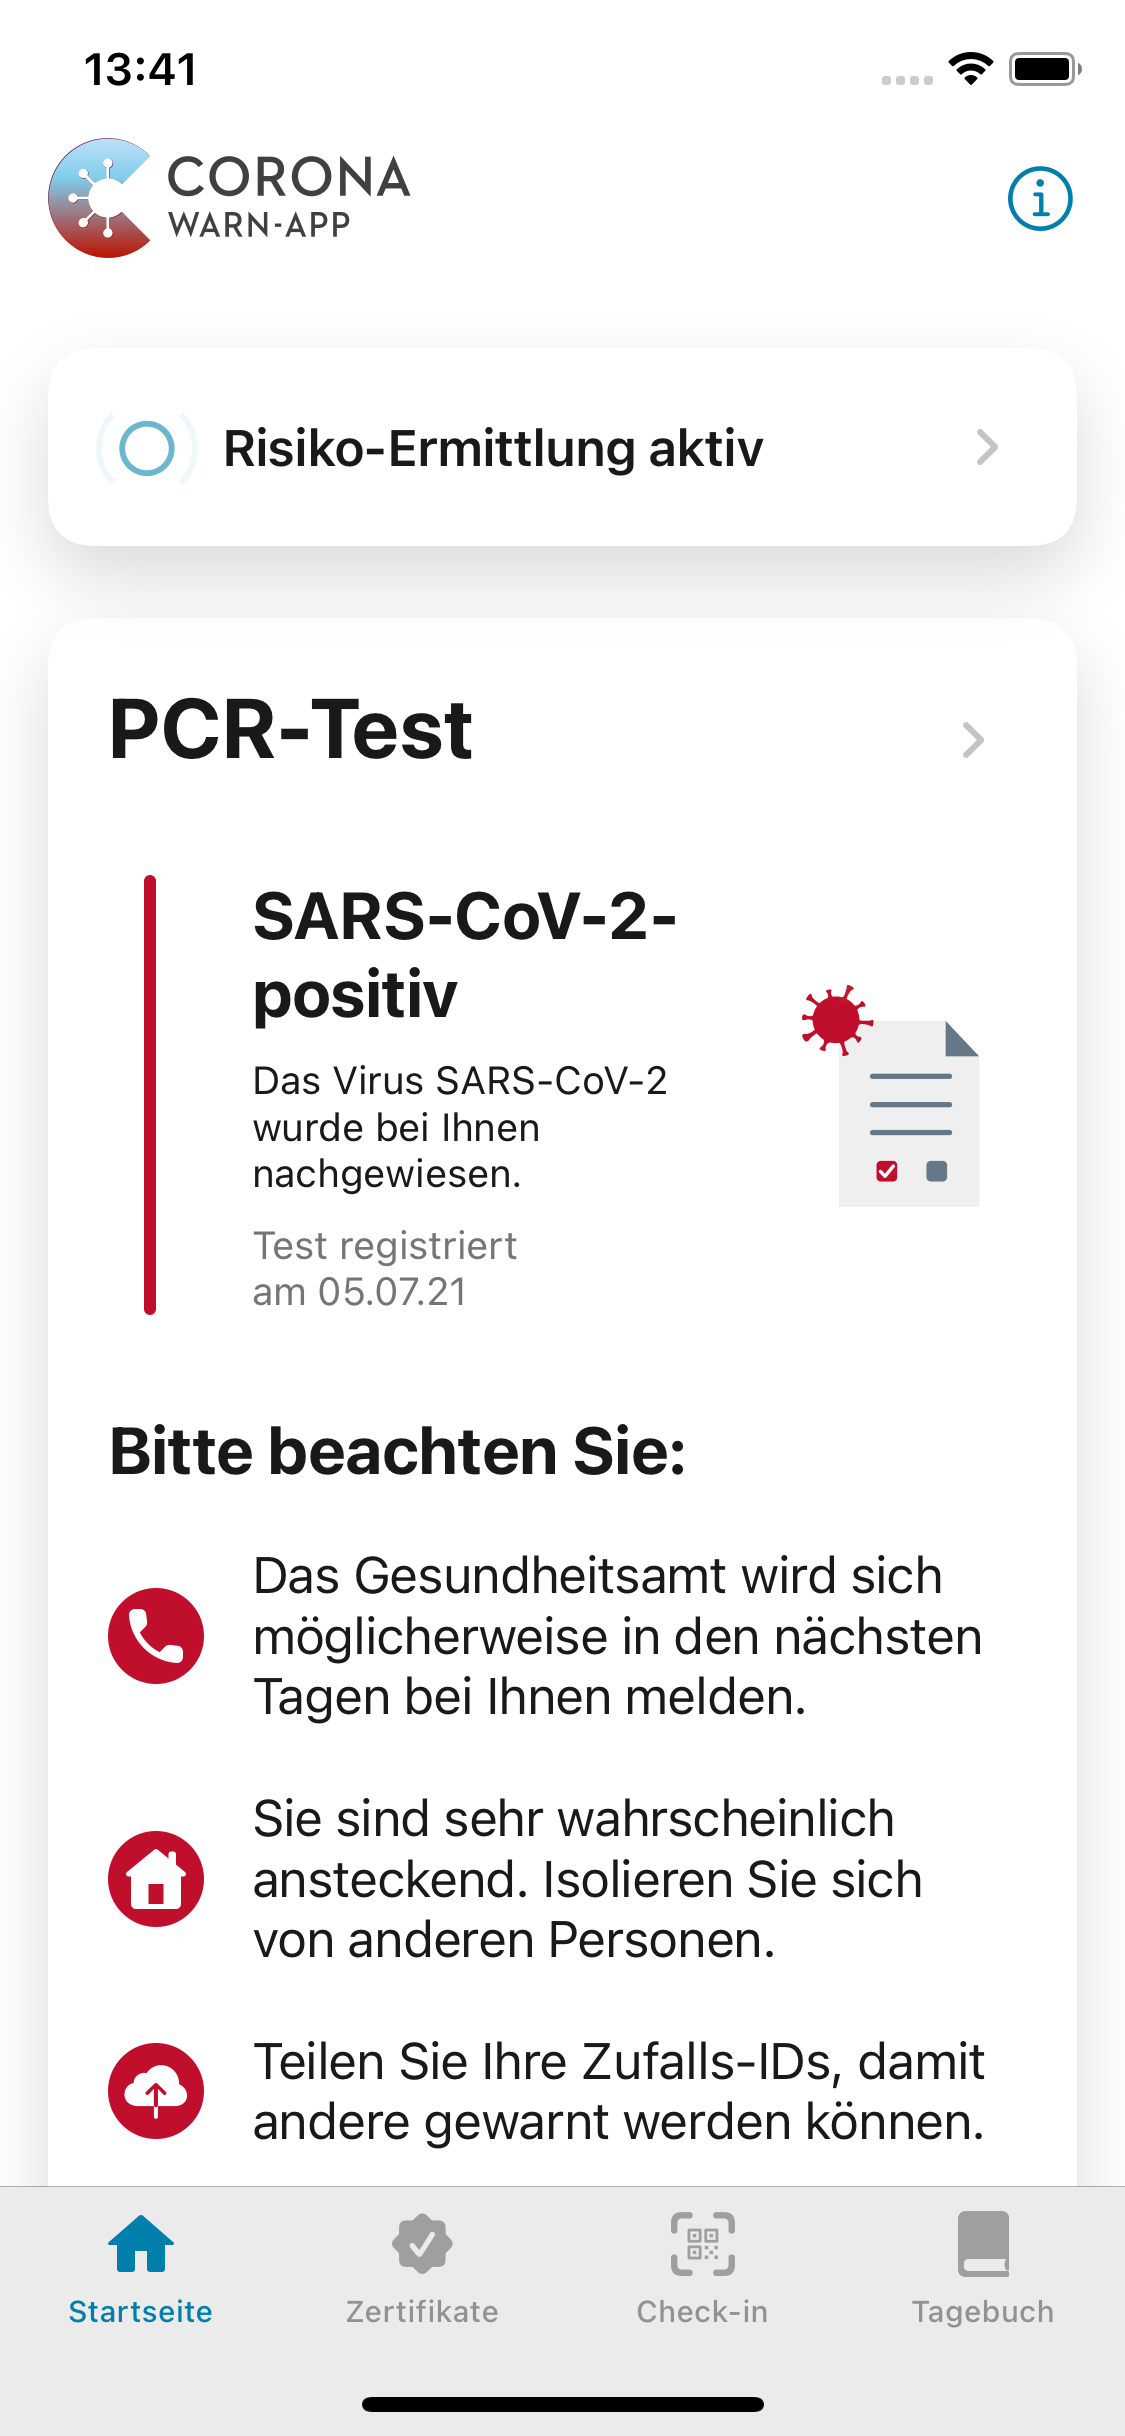 13:41
CORONA
WARN-APP
Risiko-Ermittlung aktiv
PCR-Test
SARS-CoV-2-
positiv
Das Virus SARS-CoV-2
wurde bei Ihnen
nachgewiesen.
Test registriert
am 05.07.21
Bitte beachten Sie:
Das Gesundheitsamt wird sich
möglicherweise in den nächsten
Tagen bei Ihnen melden.
Sie sind sehr wahrscheinlich
ansteckend. Isolieren Sie sich
von anderen Personen.
Teilen Sie Ihre Zufalls-IDs, damit
andere gewarnt werden können.
Startseite
Zertifikate
Check-in
Tagebuch